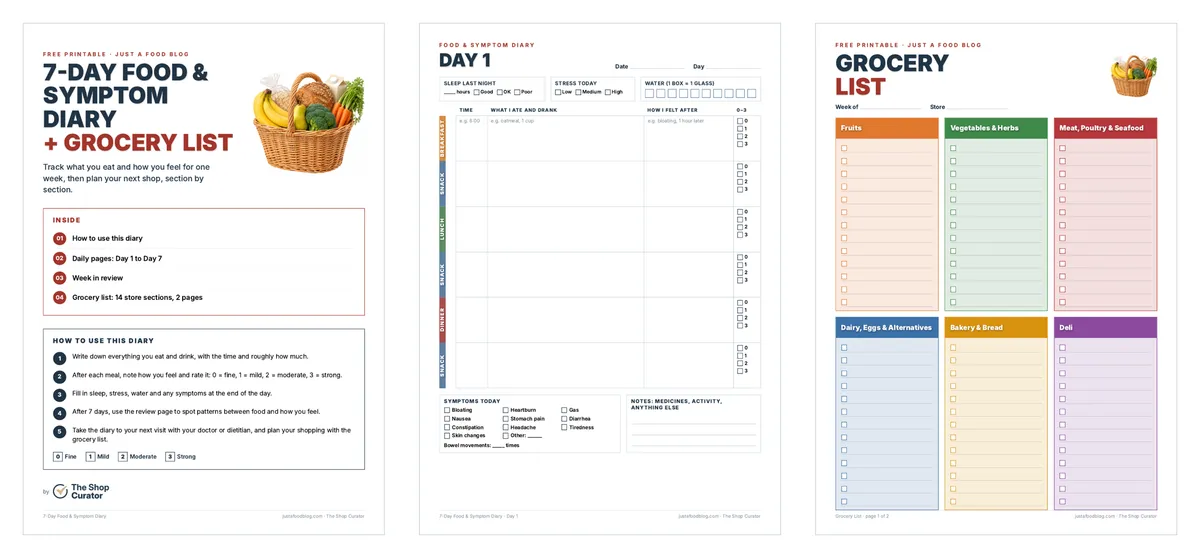 FREE PRINTABLE · JUST A FOOD BLOG
7-DAY FOOD &
SYMPTOM
DIARY
+ GROCERY LIST
Track what you eat and how you feel for one
week, then plan your next shop, section by
section.
INSIDE
01 How to use this diary
02 Daily pages: Day 1 to Day 7
03 Week in review
04 Grocery list: 14 store sections, 2 pages
HOW TO USE THIS DIARY
1 Write down everything you eat and drink, with the time and roughly how much.
2 After each meal, note how you feel and rate it: 0 = fine, 1 = mild, 2 = moderate, 3 = strong.
3 Fill in sleep, stress, water and any symptoms at the end of the day.
4 After 7 days, use the review page to spot patterns between food and how you feel.
5 Take the diary to your next visit with your doctor or dietitian, and plan your shopping with the
grocery list.
0 Fine 1 Mild 2 Moderate 3 Strong
by The Shop
Curator
7-Day Food & Symptom Diary justafoodblog.com · The Shop Curator
FOOD & SYMPTOM DIARY
DAY 1
Date Day
SLEEP LAST NIGHT
____ hours Good OK Poor
STRESS TODAY
Low Medium High
WATER (1 BOX = 1 GLASS)
TIME WHAT I ATE AND DRANK HOW I FELT AFTER 0–3
BREAKFAST
e.g. 8:00 e.g. oatmeal, 1 cup e.g. bloating, 1 hour later
0
1
2
3
SNACK
0
1
2
3
LUNCH
0
1
2
3
SNACK
0
1
2
3
DINNER
0
1
2
3
SNACK
0
1
2
3
SYMPTOMS TODAY
Bloating Heartburn Gas
Nausea Stomach pain Diarrhea
Constipation Headache Tiredness
Skin changes Other: _____
Bowel movements: ____ times
NOTES: MEDICINES, ACTIVITY,
ANYTHING ELSE
7-Day Food & Symptom Diary · Day 1 justafoodblog.com · The Shop Curator
FREE PRINTABLE · JUST A FOOD BLOG
GROCERY
LIST
Week of Store
Fruits
Vegetables & Herbs
Meat, Poultry & Seafood
Dairy, Eggs & Alternatives
Bakery & Bread
Deli
Grocery List · page 1 of 2 justafoodblog.com · The Shop Curator